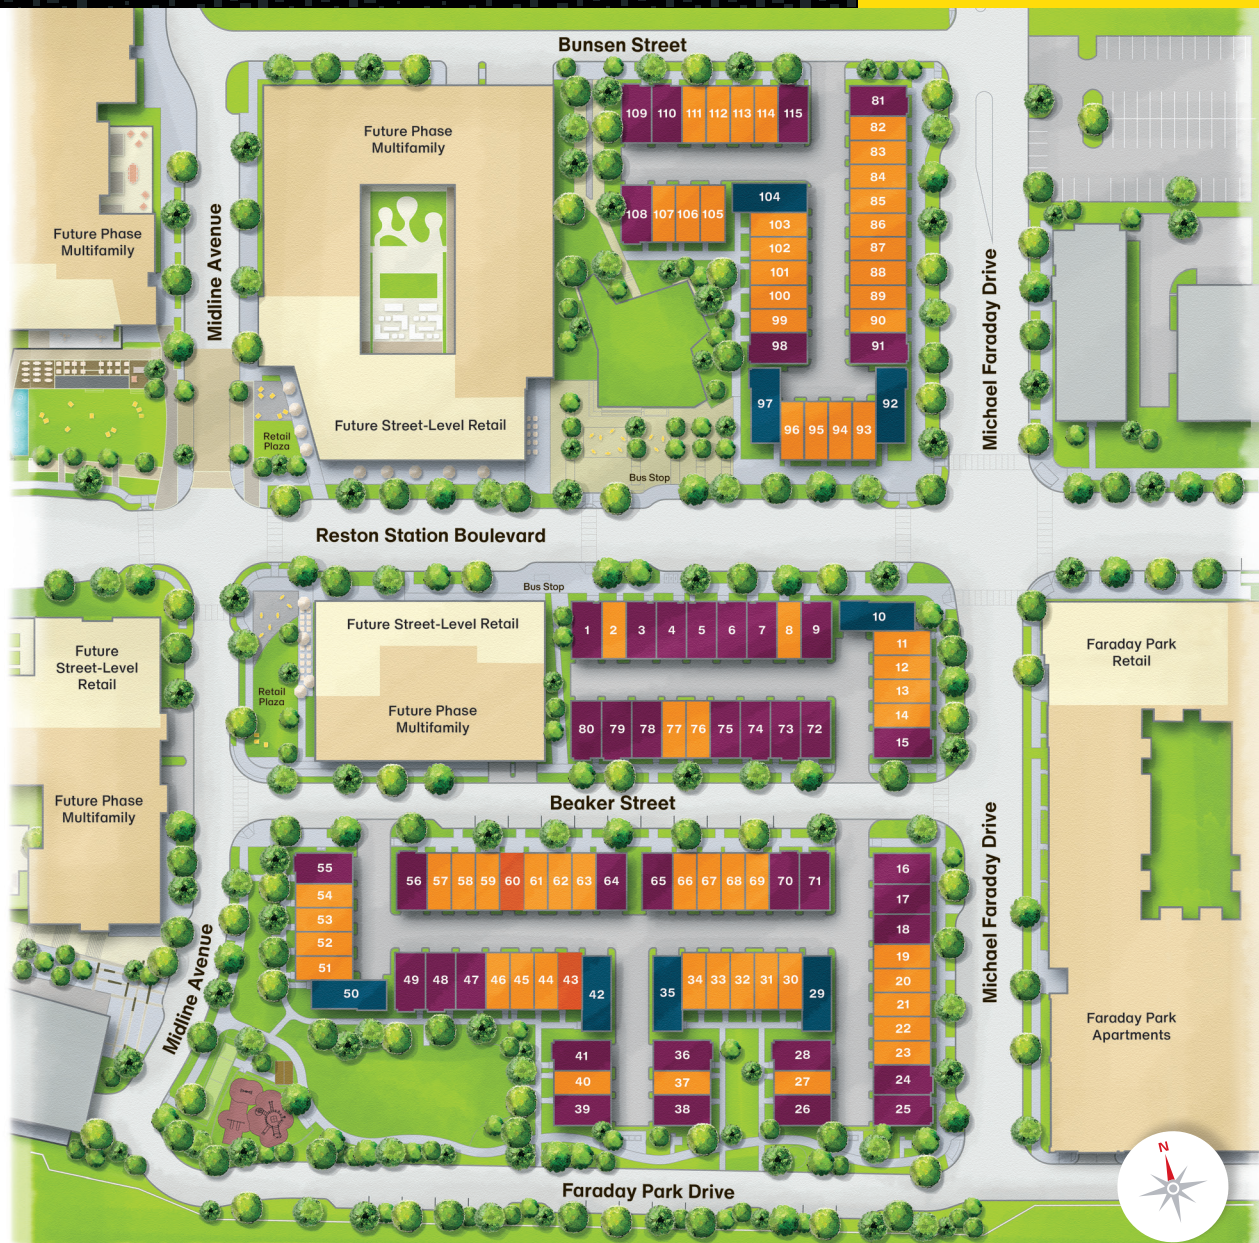 Bunsen Street
109 110 111 112 113 114 115
81
82
83
84
85
86
87
88
89
90
91
Future Phase
Multifamily
Future Phase
Multifamily
Midline Avenue
108 107 106 105
104
103
102
101
100
99
98
97
96 95 94 93
92
Michael Faraday Drive
Future Street-Level Retail
Retail
Plaza
Bus Stop
Reston Station Boulevard
Bus Stop
Future Street-Level Retail
1 2 3 4 5 6 7 8 9
10
11
12
13
14
15
Future
Street-Level
Retail
Faraday Park
Retail
Retail
Plaza
Future Phase
Multifamily
80 79 78 77 76 75 74 73 72
Future Phase
Multifamily
Beaker Street
Michael Faraday Drive
55
54
53
52
51
50
56 57 58 59 60 61 62 63 64
65 66 67 68 69 70 71
16
17
18
19
20
21
22
23
24
25
Midline Avenue
49 48 47 46 45 44 43
42
35
34 33 32 31 30
29
41
40
39
36
37
38
28
27
26
Faraday Park
Apartments
Faraday Park Drive
N